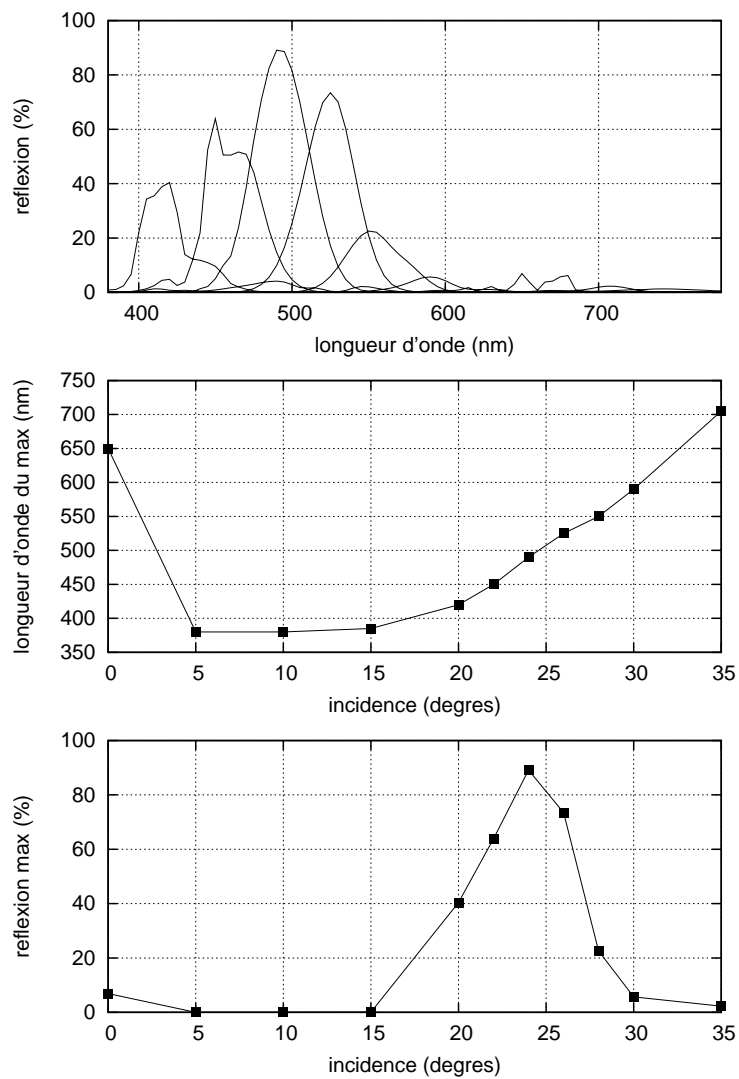 100
80
60
40
20
0
reflexion (%)
400 500 600 700
longueur d'onde (nm)
750
700
650
600
550
500
450
400
350
longueur d'onde du max (nm)
0 5 10 15 20 25 30 35
incidence (degres)
100
80
60
40
20
0
reflexion max (%)
0 5 10 15 20 25 30 35
incidence (degres)